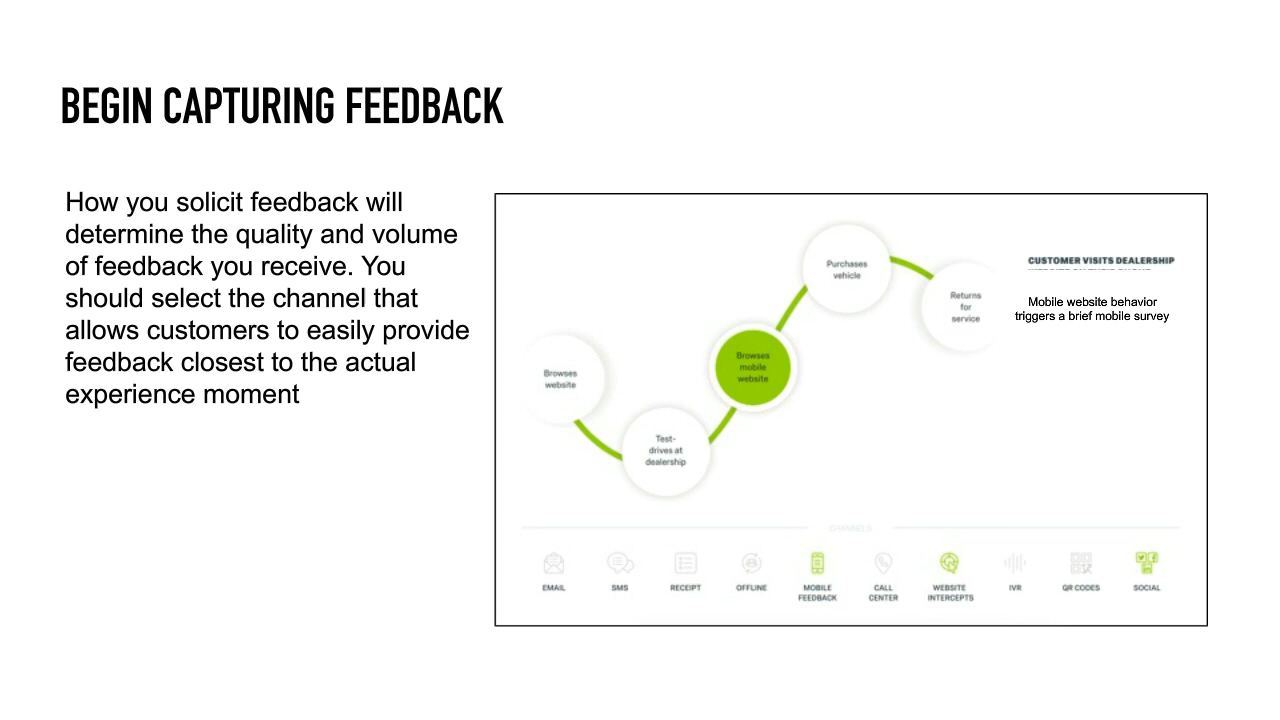 BEGIN CAPTURING FEEDBACK
How you solicit feedback will
determine the quality and volume
of feedback you receive. You
should select the channel that
allows customers to easily provide
feedback closest to the actual
experience moment
Purchases
vehicle
CUSTOMER VISITS DEALERSHIP
Returns
for
service
Mobile website behavior
triggers a brief mobile survey
Browses
mobile
website
Browses
website
Test-
drives at
dealership
CHANNELS
EMAIL
SMS
RECEIPT
OFFLINE
MOBILE
FEEDBACK
CALL
CENTER
WEBSITE
INTERCEPTS
IVR
QR CODES
SOCIAL